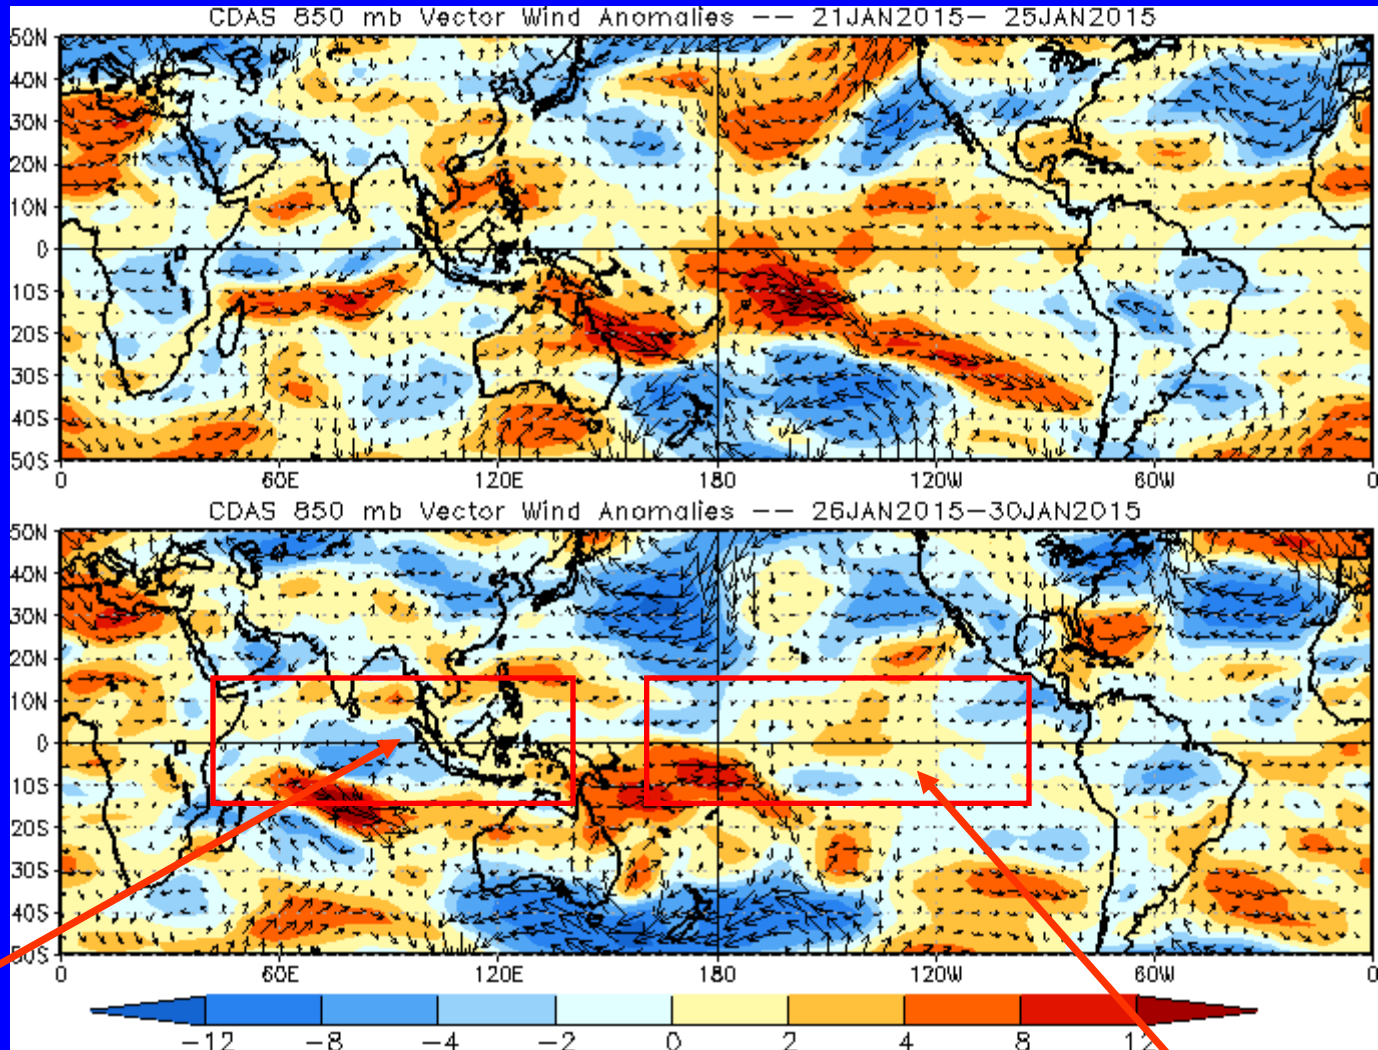 CDAS 850 mb Vector Wind Anomalies -- 21JAN2015- 25JAN2015
50N
40N
30N
20N
10N
0
10S
20S
30S
40S
50S
0 60E 120E 180 120W 60W 0
CDAS 850 mb Vector Wind Anomalies -- 26JAN2015-30JAN2015
50N
40N
30N
20N
10N
0
10S
20S
30S
40S
50S
0 60E 120E 180 120W 60W 0
-12 -8 -4 -2 0 2 4 8 12